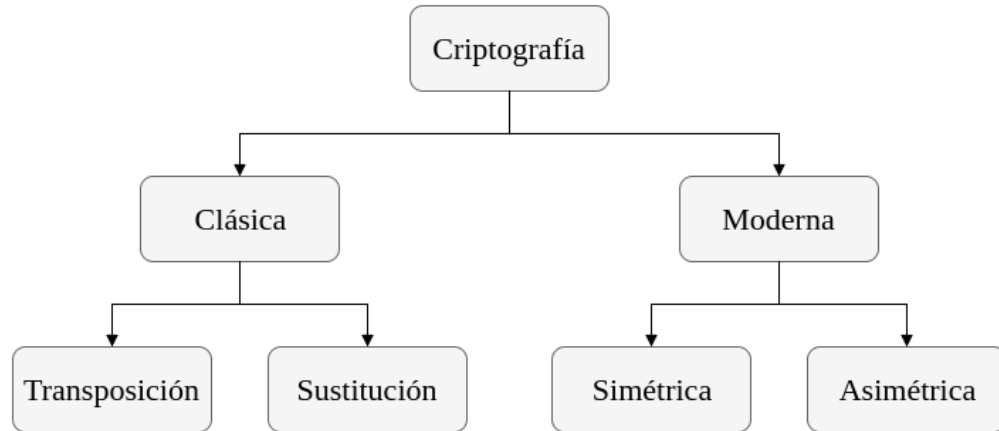 Criptografía
Clásica
Moderna
Transposición
Sustitución
Simétrica
Asimétrica